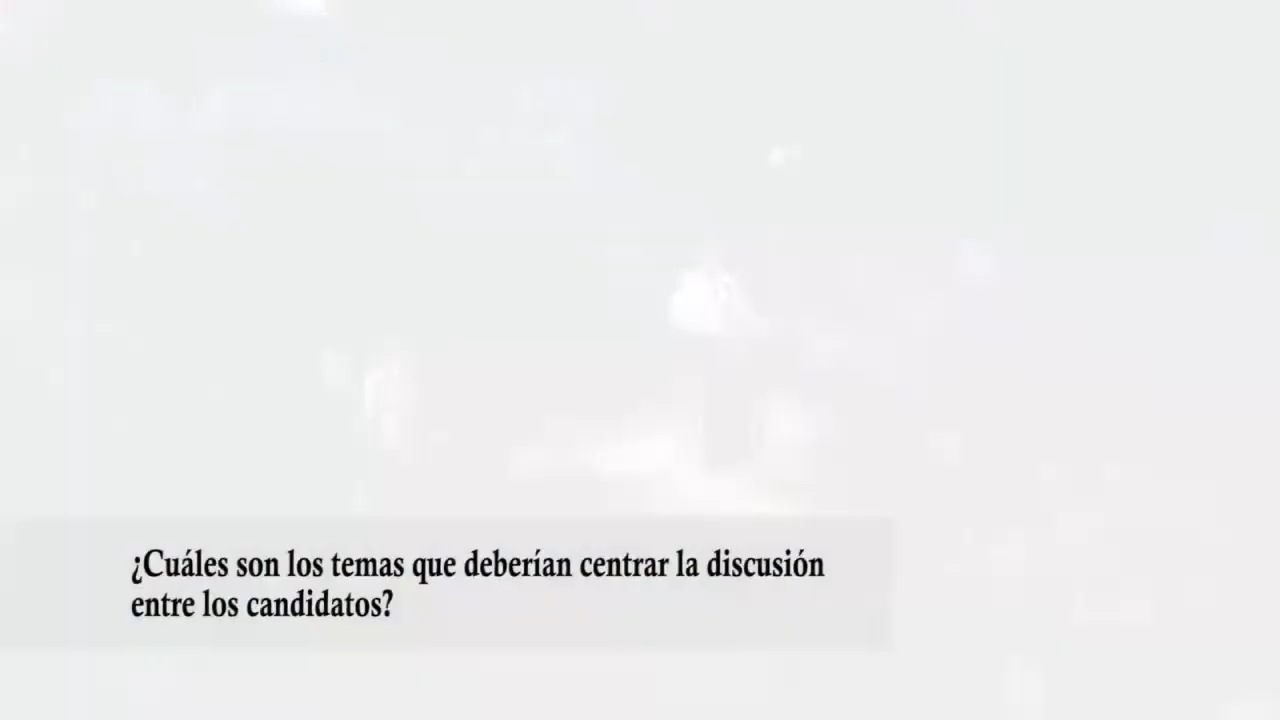 ¿Cuáles son los temas que deberían centrar la discusión
entre los candidatos?